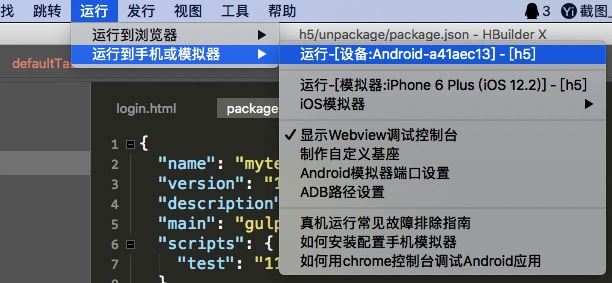 找 跳转 运行 发行 视图 工具 帮助 3 Yi 截图
h5/unpackage/package.json - HBuilder X
运行到浏览器
运行到手机或模拟器
运行-[设备:Android-a41aec13] - [h5]
运行-[模拟器:iPhone 6 Plus (iOS 12.2)] - [h5]
iOS模拟器
显示Webview调试控制台
制作自定义基座
Android模拟器端口设置
ADB路径设置
真机运行常见故障排除指南
如何安装配置手机模拟器
如何用chrome控制台调试Android应用
defaultTa
login.html package
1 {
2 "name": "myte
3 "version": "1
4 "description"
5 "main": "gulp
6 "scripts": {
7 "test": "11
}